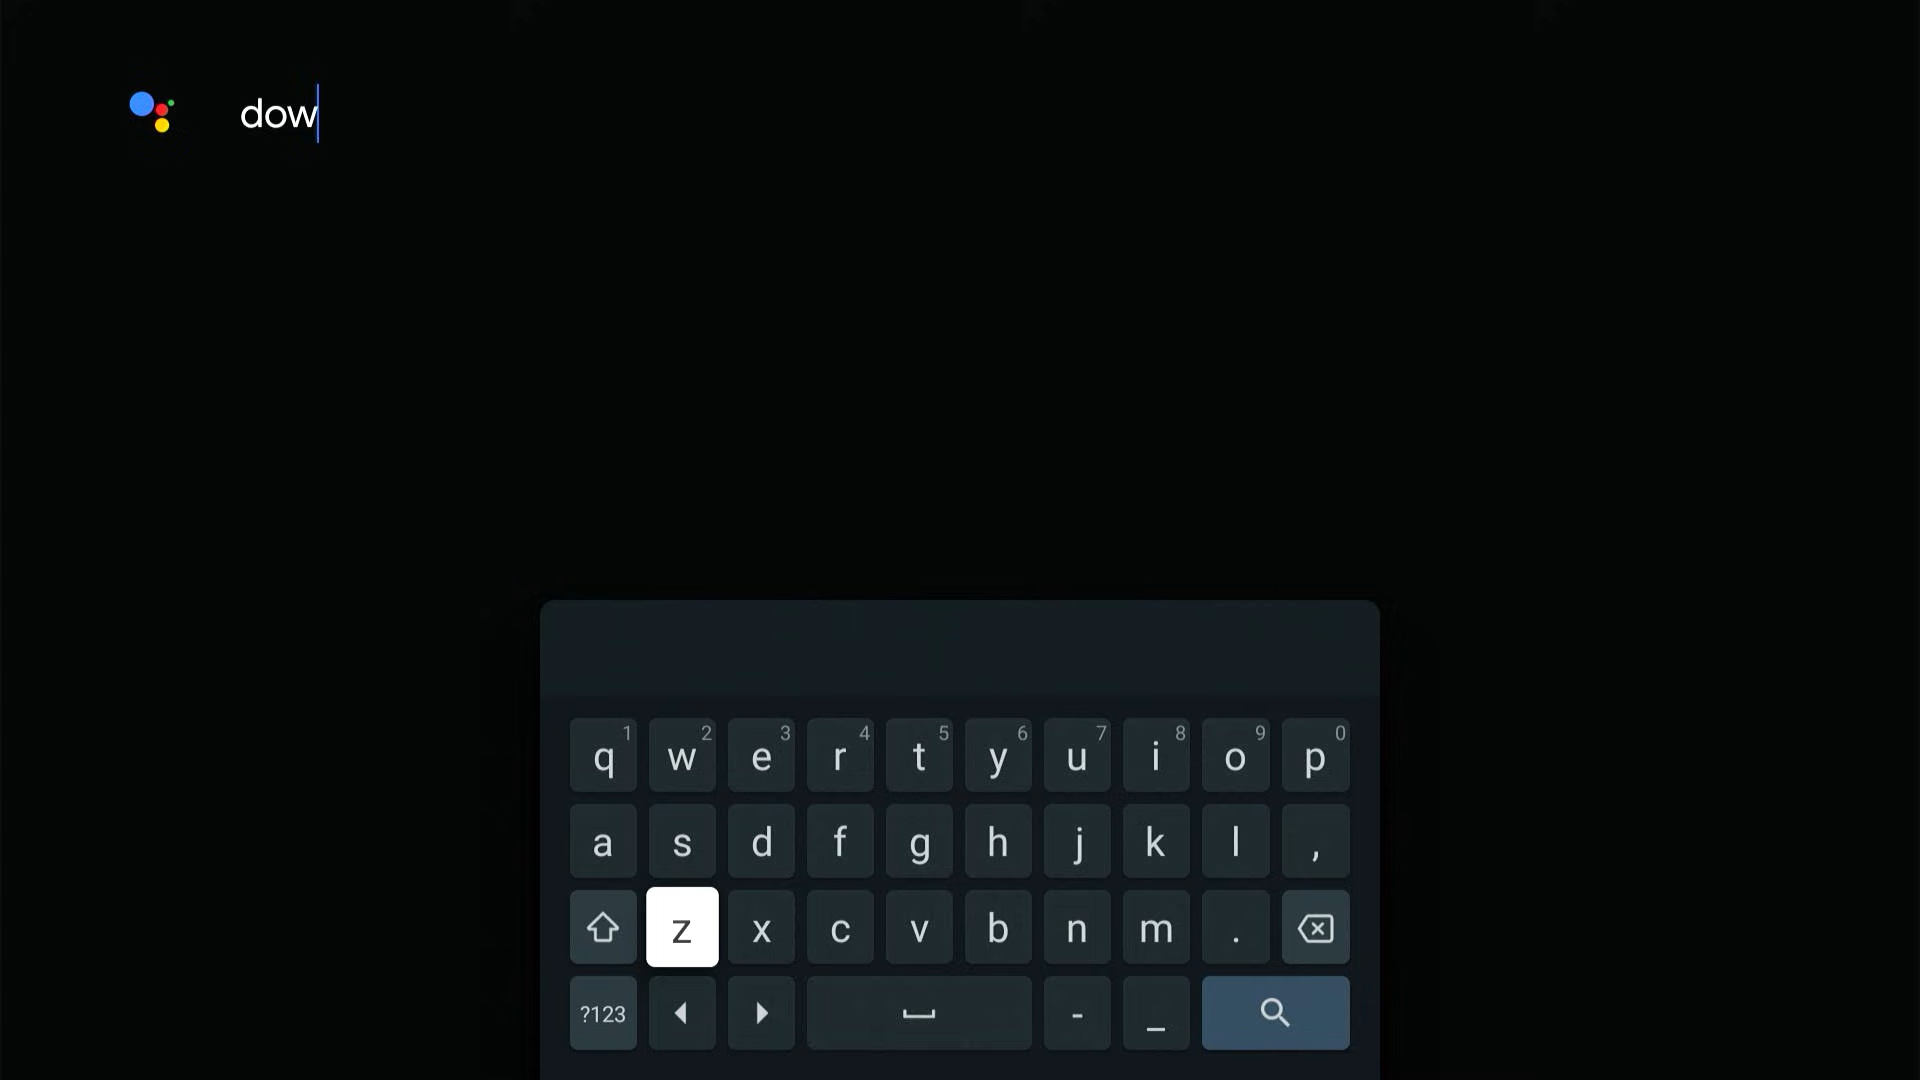 dow
q 1 w 2 e 3 r 4 t 5 y 6 u 7 i 8 o 9 p 0
a s d f g h j k l ,
z x c v b n m .
?123 - _